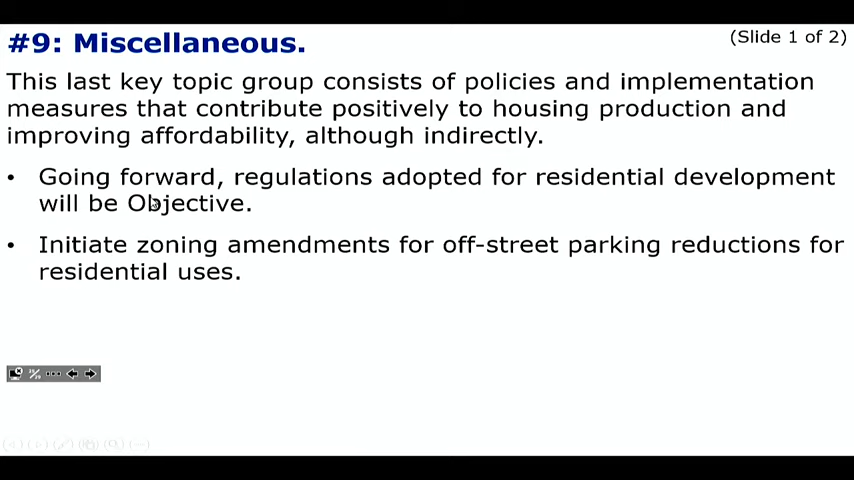 #9: Miscellaneous.
(Slide 1 of 2)
This last key topic group consists of policies and implementation
measures that contribute positively to housing production and
improving affordability, although indirectly.
• Going forward, regulations adopted for residential development
will be Objective.
• Initiate zoning amendments for off-street parking reductions for
residential uses.